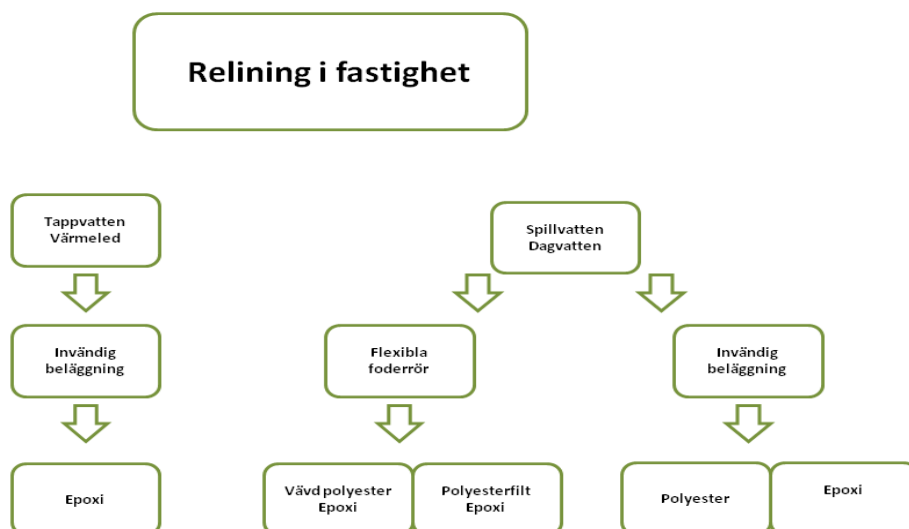 Relining i fastighet
Tappvatten
Värmeled
Spillvatten
Dagvatten
Invändig
beläggning
Flexibla
foderrör
Invändig
beläggning
Epoxi
Vävd polyester
Epoxi
Polyesterfilt
Epoxi
Polyester
Epoxi